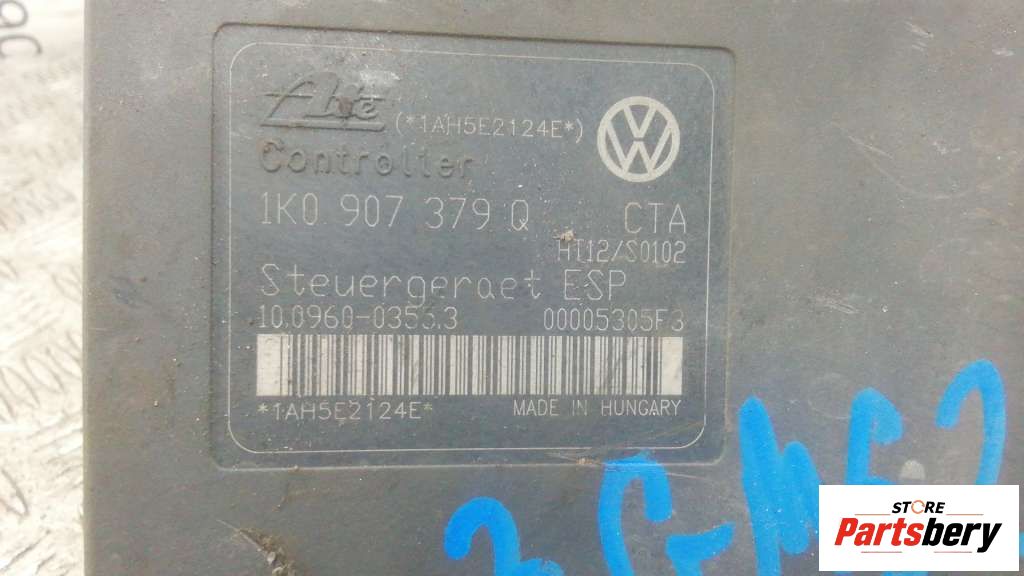 Ate (*1AH5E2124E*)
Controller
1K0 907 379 Q CTA
H112/S0102
Steuergeraet ESP
10.0960-0353.3 00005305F3
*1AH5E2124E*
MADE IN HUNGARY
STORE
Partsbery